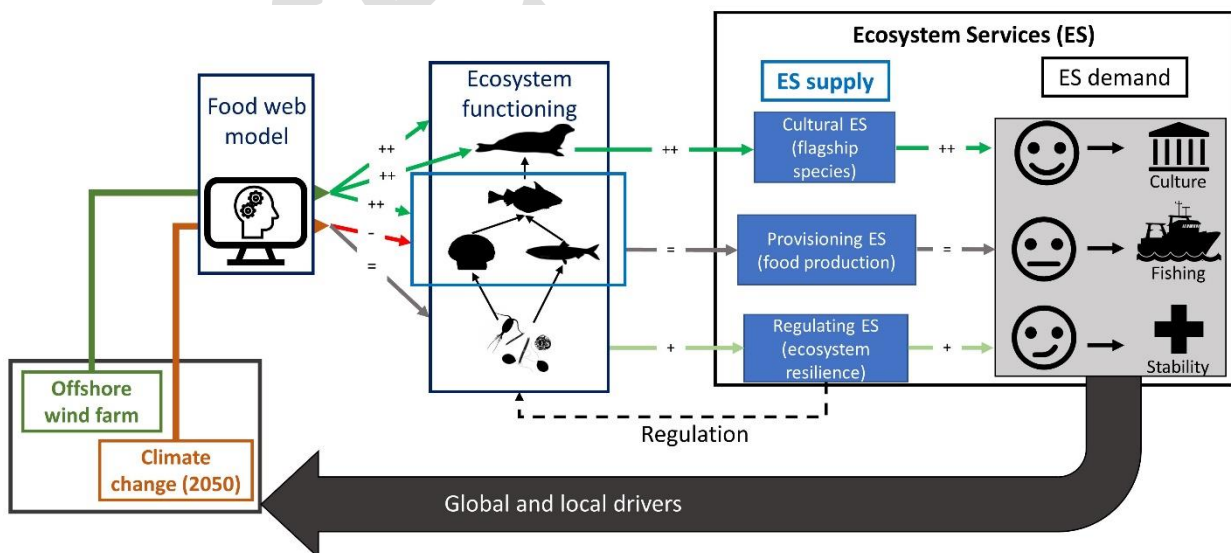 Ecosystem Services (ES)
Food web
model
Ecosystem
functioning
ES supply
ES demand
++
++
++
-
=
++
Cultural ES
(flagship
species)
++
Culture
=
Provisioning ES
(food production)
=
Fishing
+
Regulating ES
(ecosystem
resilience)
+
Stability
Regulation
Offshore
wind farm
Climate
change (2050)
Global and local drivers